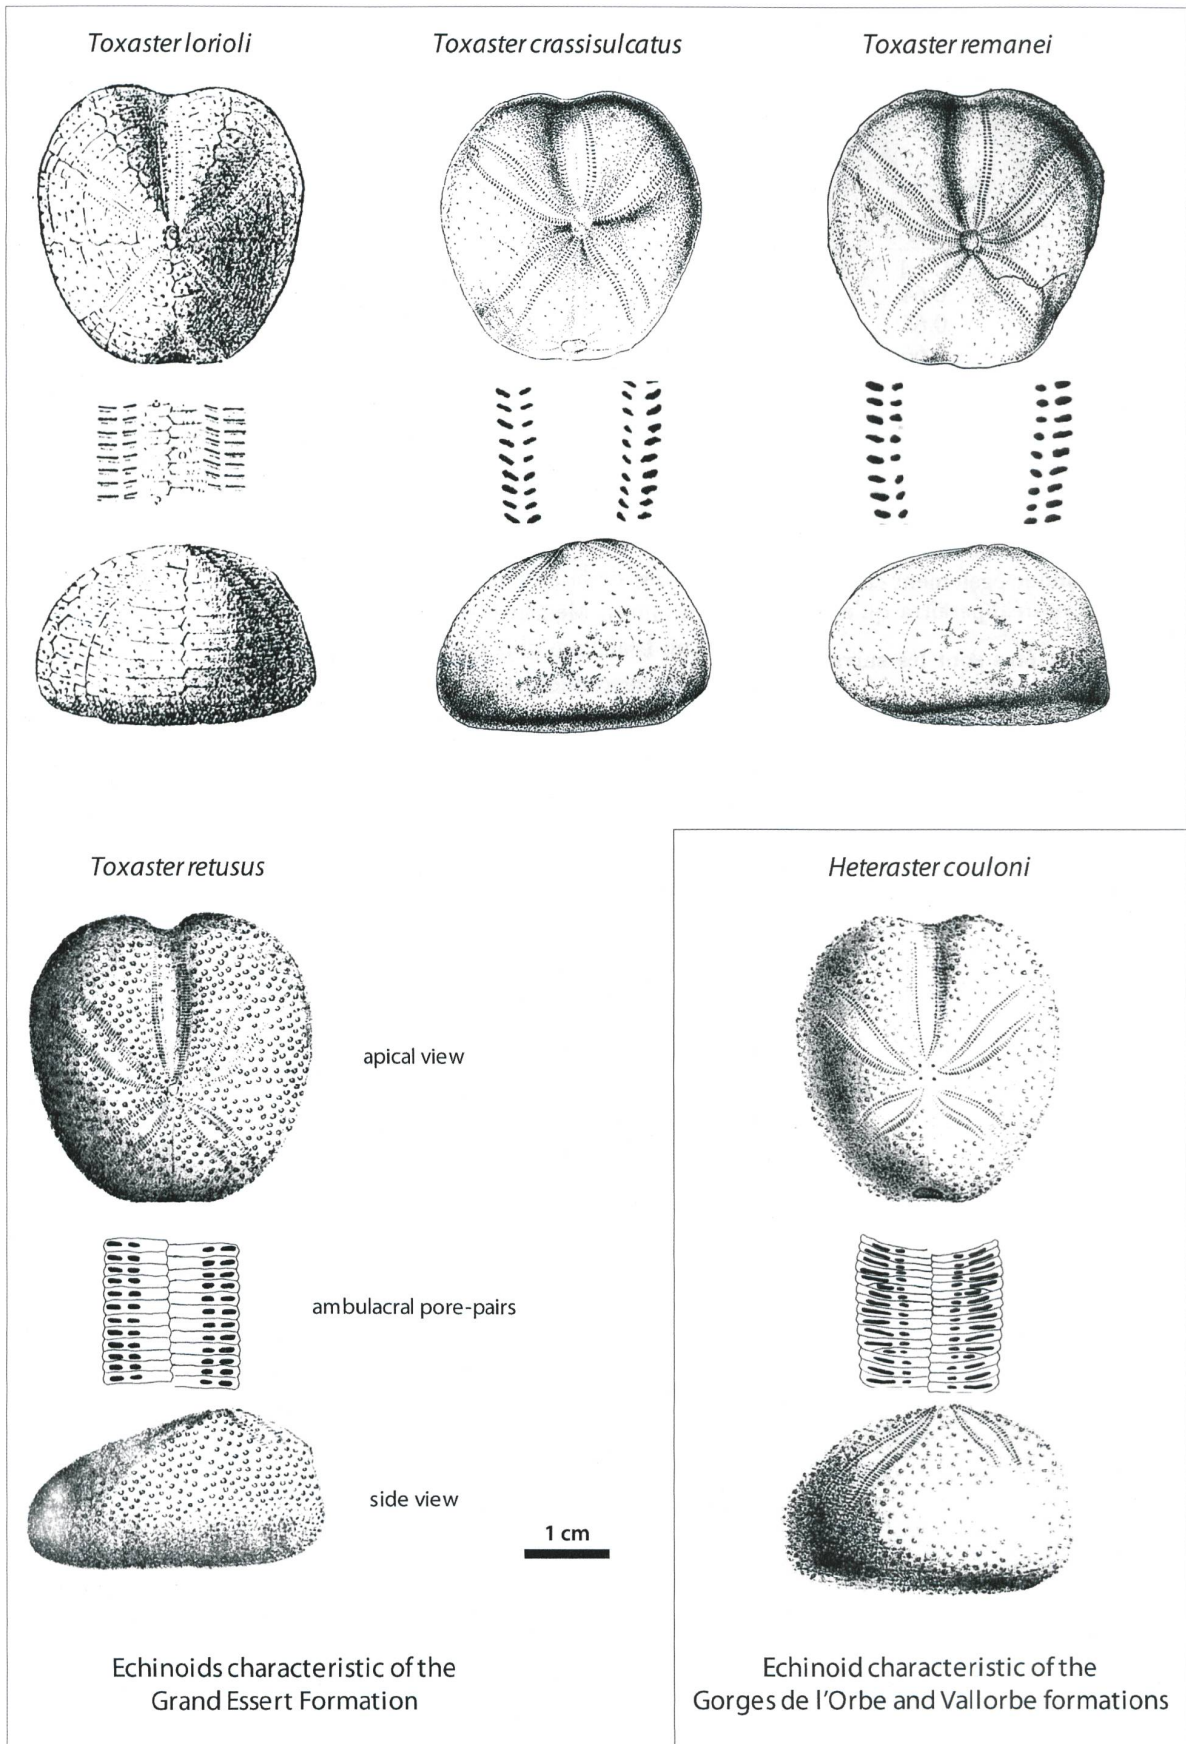 Toxaster lorioli
Toxaster crassisulcatus
Toxaster remanei
Toxaster retusus
Heteraster couloni
apical view
ambulacral pore-pairs
side view
1 cm
Echinoids characteristic of the
Grand Essert Formation
Echinoid characteristic of the
Gorges de l'Orbe and Vallorbe formations